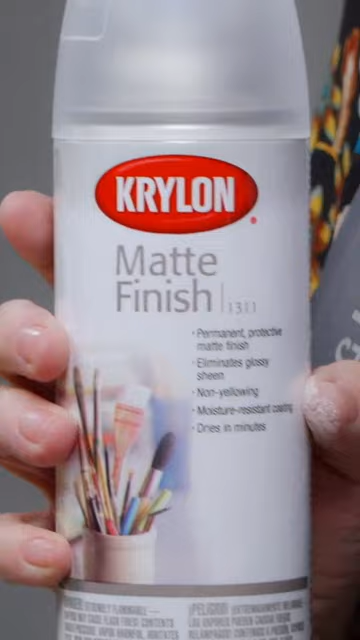 KRYLON
Matte
Finish 1311
· Permanent, protective
matte finish
· Eliminates glossy
sheen
· Non-yellowing
· Moisture-resistant coating
· Dries in minutes